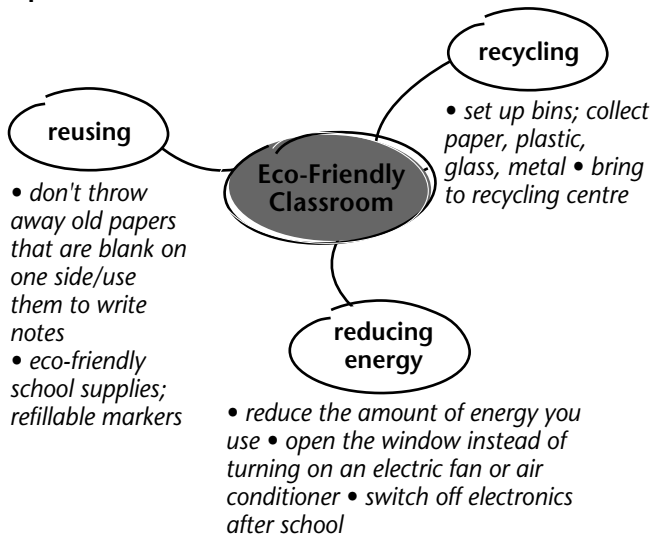 recycling
• set up bins; collect
paper, plastic,
glass, metal • bring
to recycling centre
reusing
• don't throw
away old papers
that are blank on
one side/use
them to write
notes
• eco-friendly
school supplies;
refillable markers
Eco-Friendly
Classroom
reducing
energy
• reduce the amount of energy you
use • open the window instead of
turning on an electric fan or air
conditioner • switch off electronics
after school